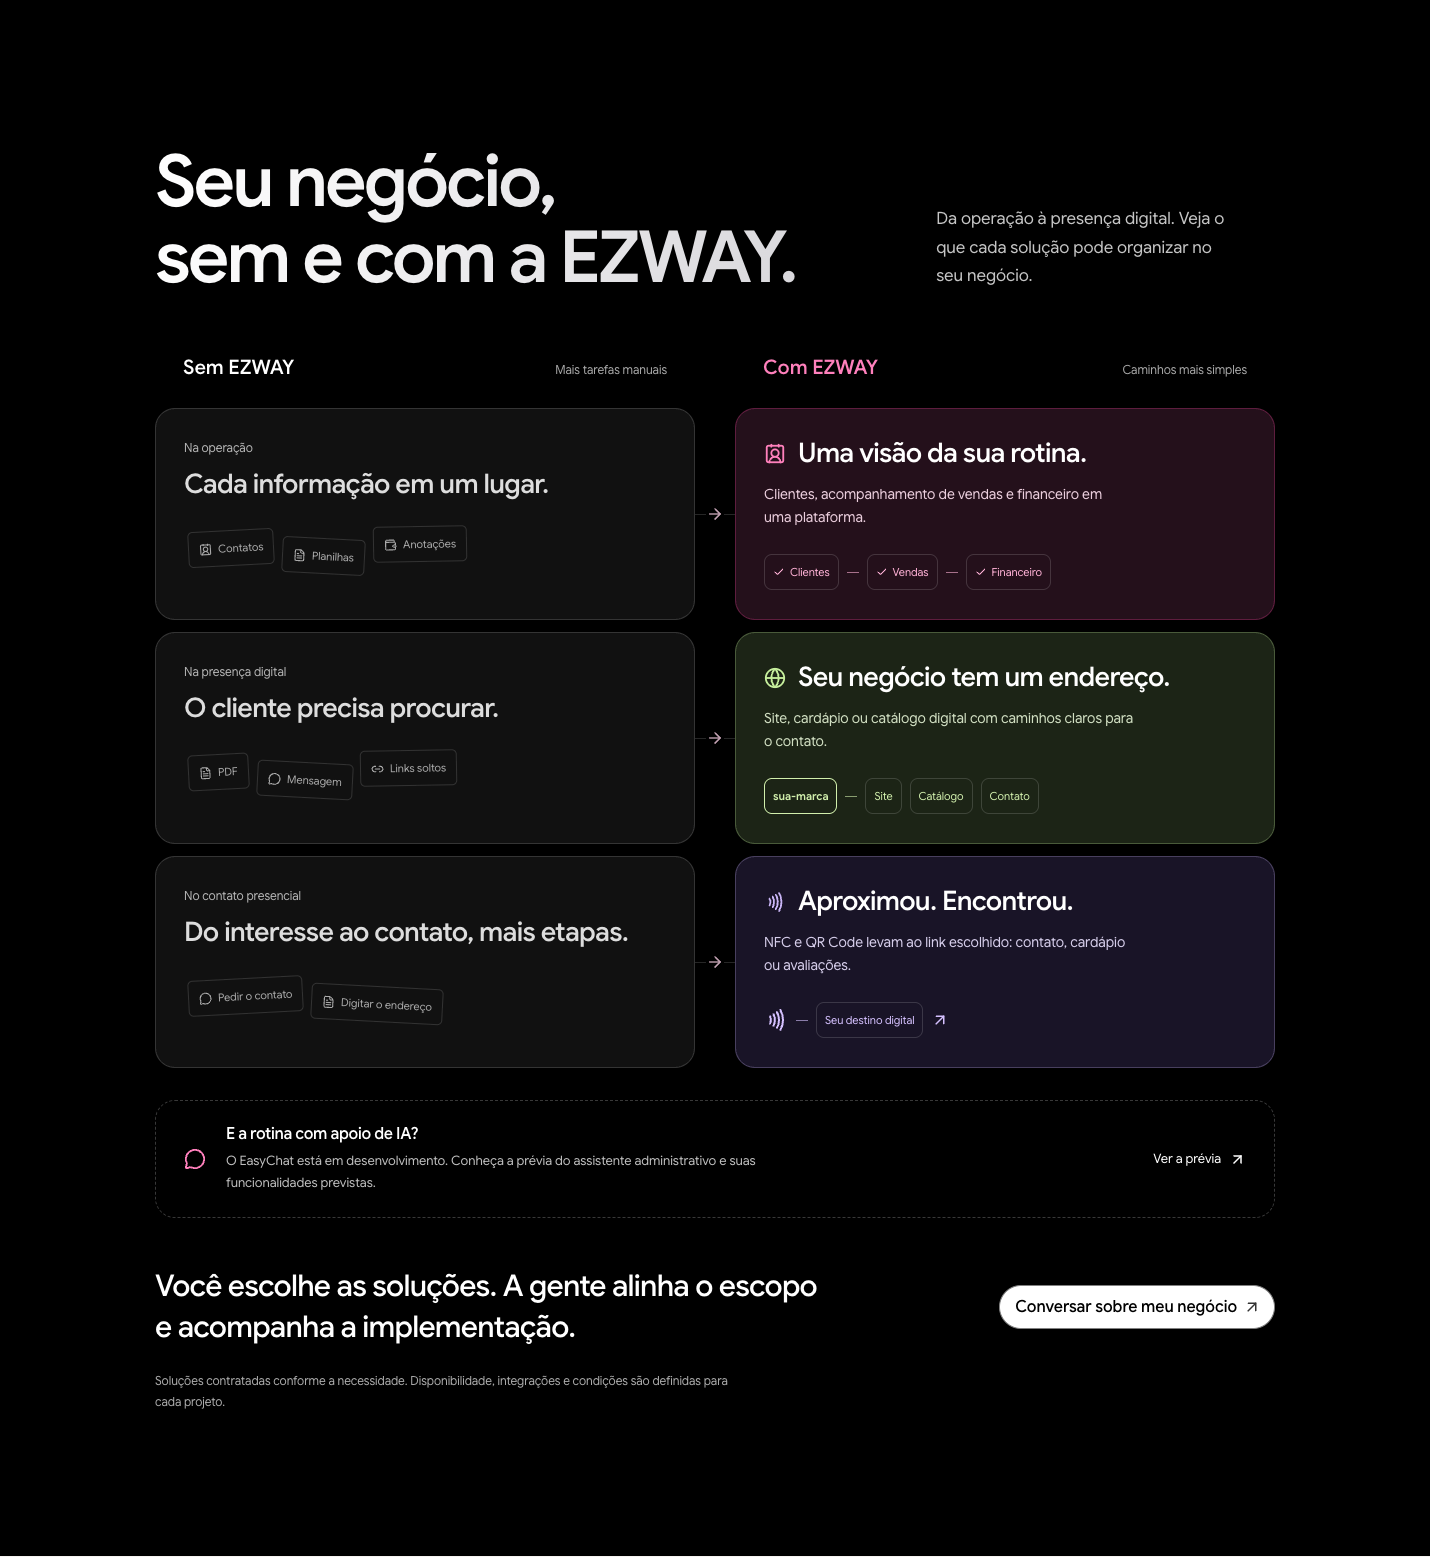 Seu negócio,
sem e com a EZWAY.
Da operação à presença digital. Veja o
que cada solução pode organizar no
seu negócio.
Sem EZWAY
Mais tarefas manuais
Com EZWAY
Caminhos mais simples
Na operação
Cada informação em um lugar.
Contatos
Planilhas
Anotações
Uma visão da sua rotina.
Clientes, acompanhamento de vendas e financeiro em
uma plataforma.
Clientes — Vendas — Financeiro
Na presença digital
O cliente precisa procurar.
PDF
Mensagem
Links soltos
Seu negócio tem um endereço.
Site, cardápio ou catálogo digital com caminhos claros para
o contato.
sua-marca — Site Catálogo Contato
No contato presencial
Do interesse ao contato, mais etapas.
Pedir o contato
Digitar o endereço
Aproximou. Encontrou.
NFC e QR Code levam ao link escolhido: contato, cardápio
ou avaliações.
— Seu destino digital
E a rotina com apoio de IA?
O EasyChat está em desenvolvimento. Conheça a prévia do assistente administrativo e suas
funcionalidades previstas.
Ver a prévia
Você escolhe as soluções. A gente alinha o escopo
e acompanha a implementação.
Conversar sobre meu negócio
Soluções contratadas conforme a necessidade. Disponibilidade, integrações e condições são definidas para
cada projeto.